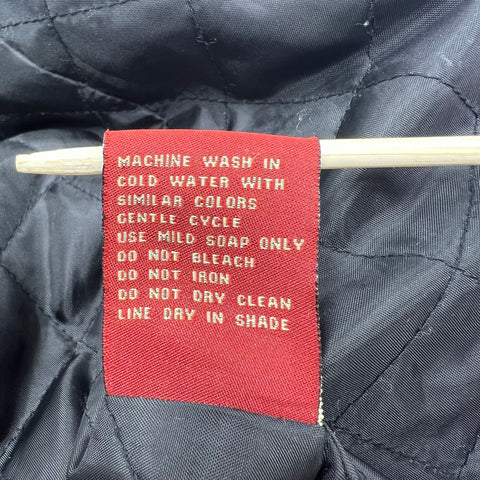 MACHINE WASH IN
COLD WATER WITH
SIMILAR COLORS
GENTLE CYCLE
USE MILD SOAP ONLY
DO NOT BLEACH
DO NOT IRON
DO NOT DRY CLEAN
LINE DRY IN SHADE